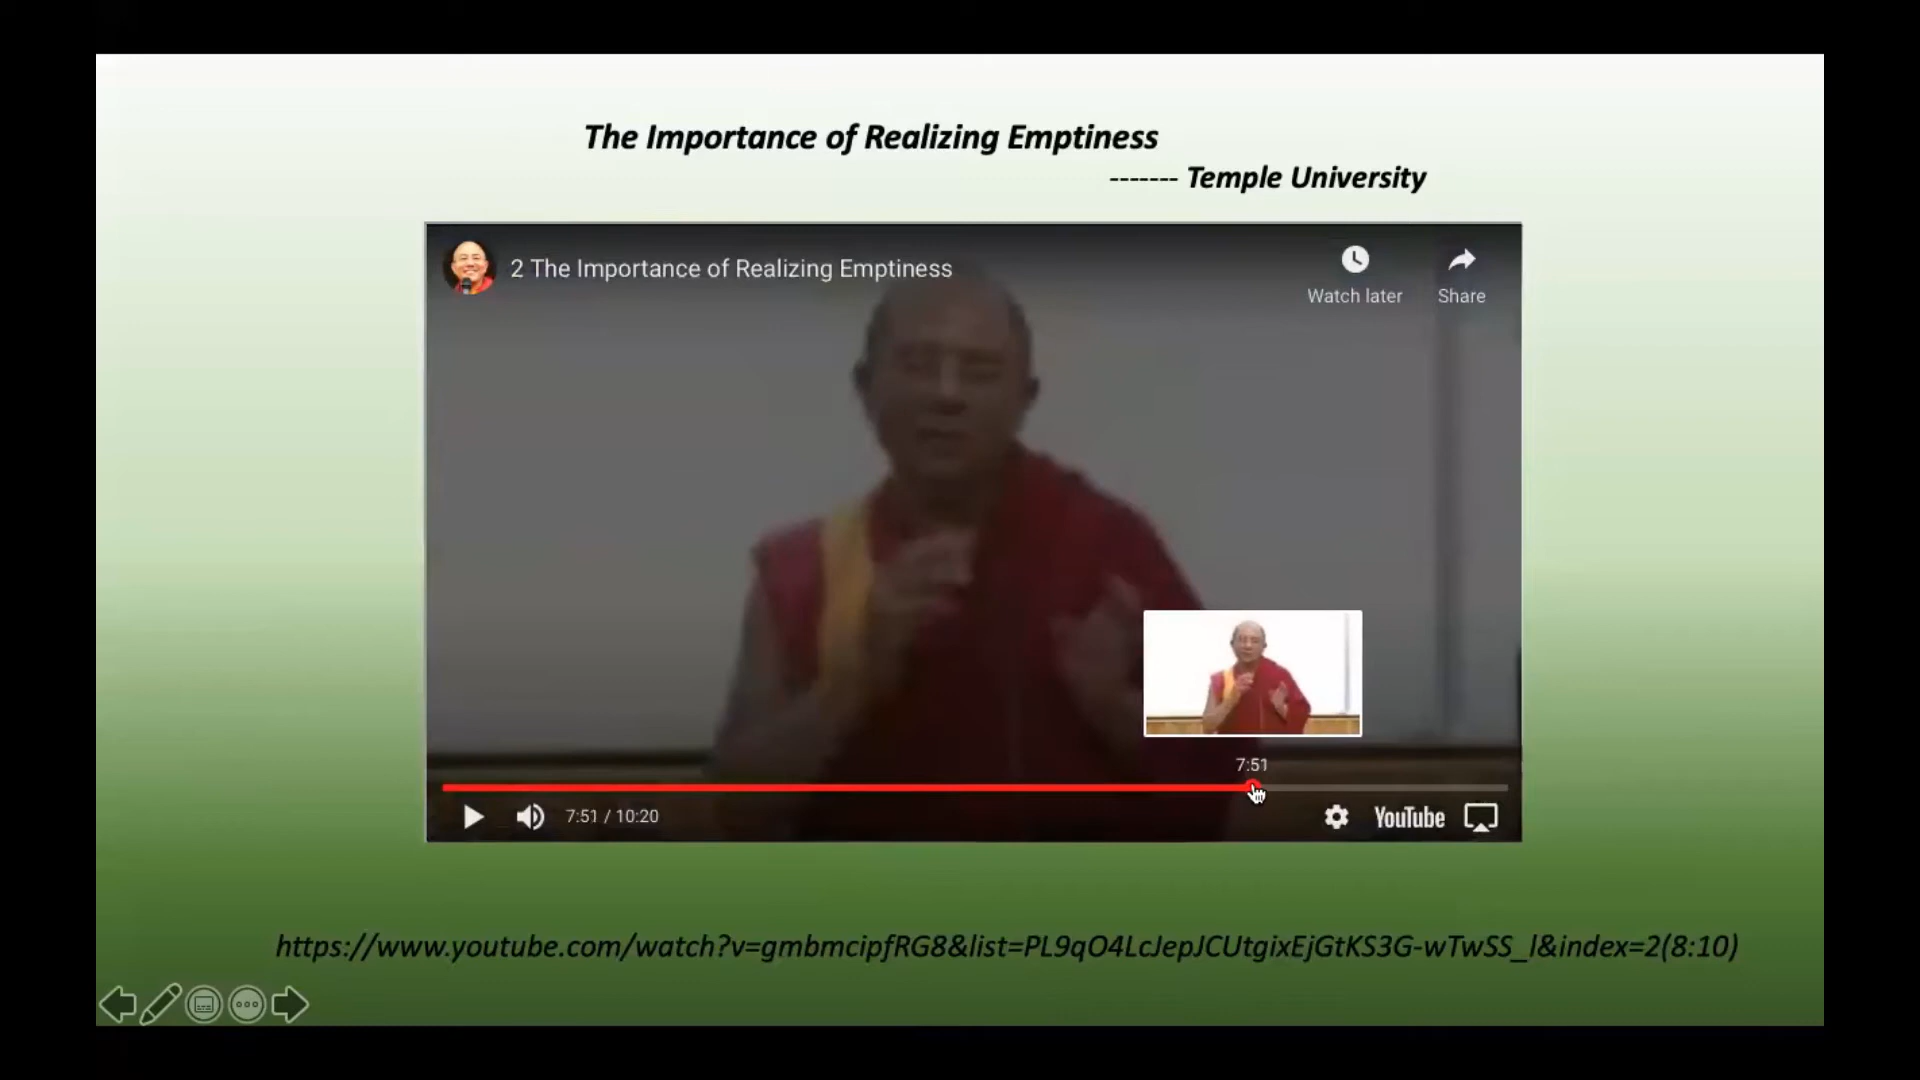 The Importance of Realizing Emptiness
------- Temple University
2 The Importance of Realizing Emptiness
Watch later
Share
7:51
7:51 / 10:20
YouTube
https://www.youtube.com/watch?v=gmbmcipfRG8&list=PL9qO4LcJepJCUtgixEjGtKS3G-wTwSS_l&index=2(8:10)